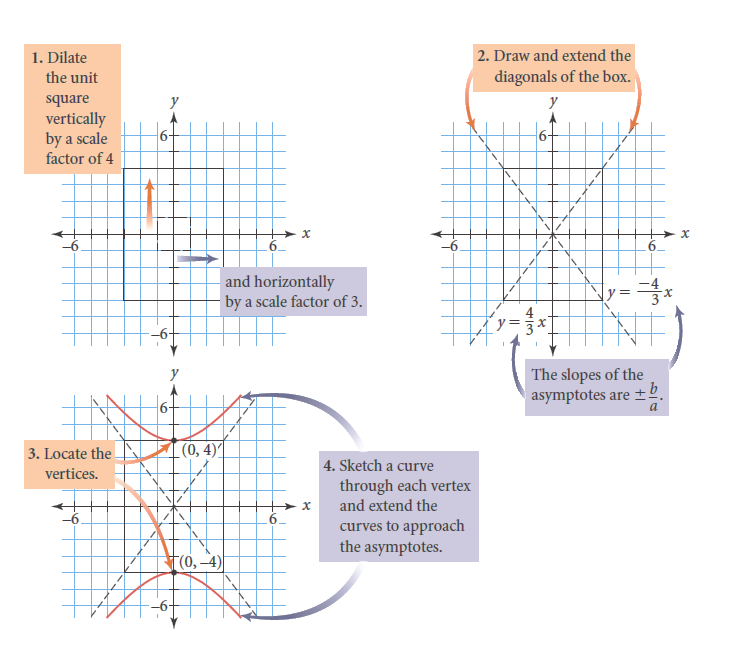 1. Dilate
the unit
square
vertically
by a scale
factor of 4
y
6
x
–6
6
–6
and horizontally
by a scale factor of 3.
2. Draw and extend the
diagonals of the box.
y
6
x
–6
6
y = –4/3 x
y = 4/3 x
The slopes of the
asymptotes are ± b/a.
y
6
(0, 4)
3. Locate the
vertices.
x
–6
6
(0, –4)
–6
4. Sketch a curve
through each vertex
and extend the
curves to approach
the asymptotes.